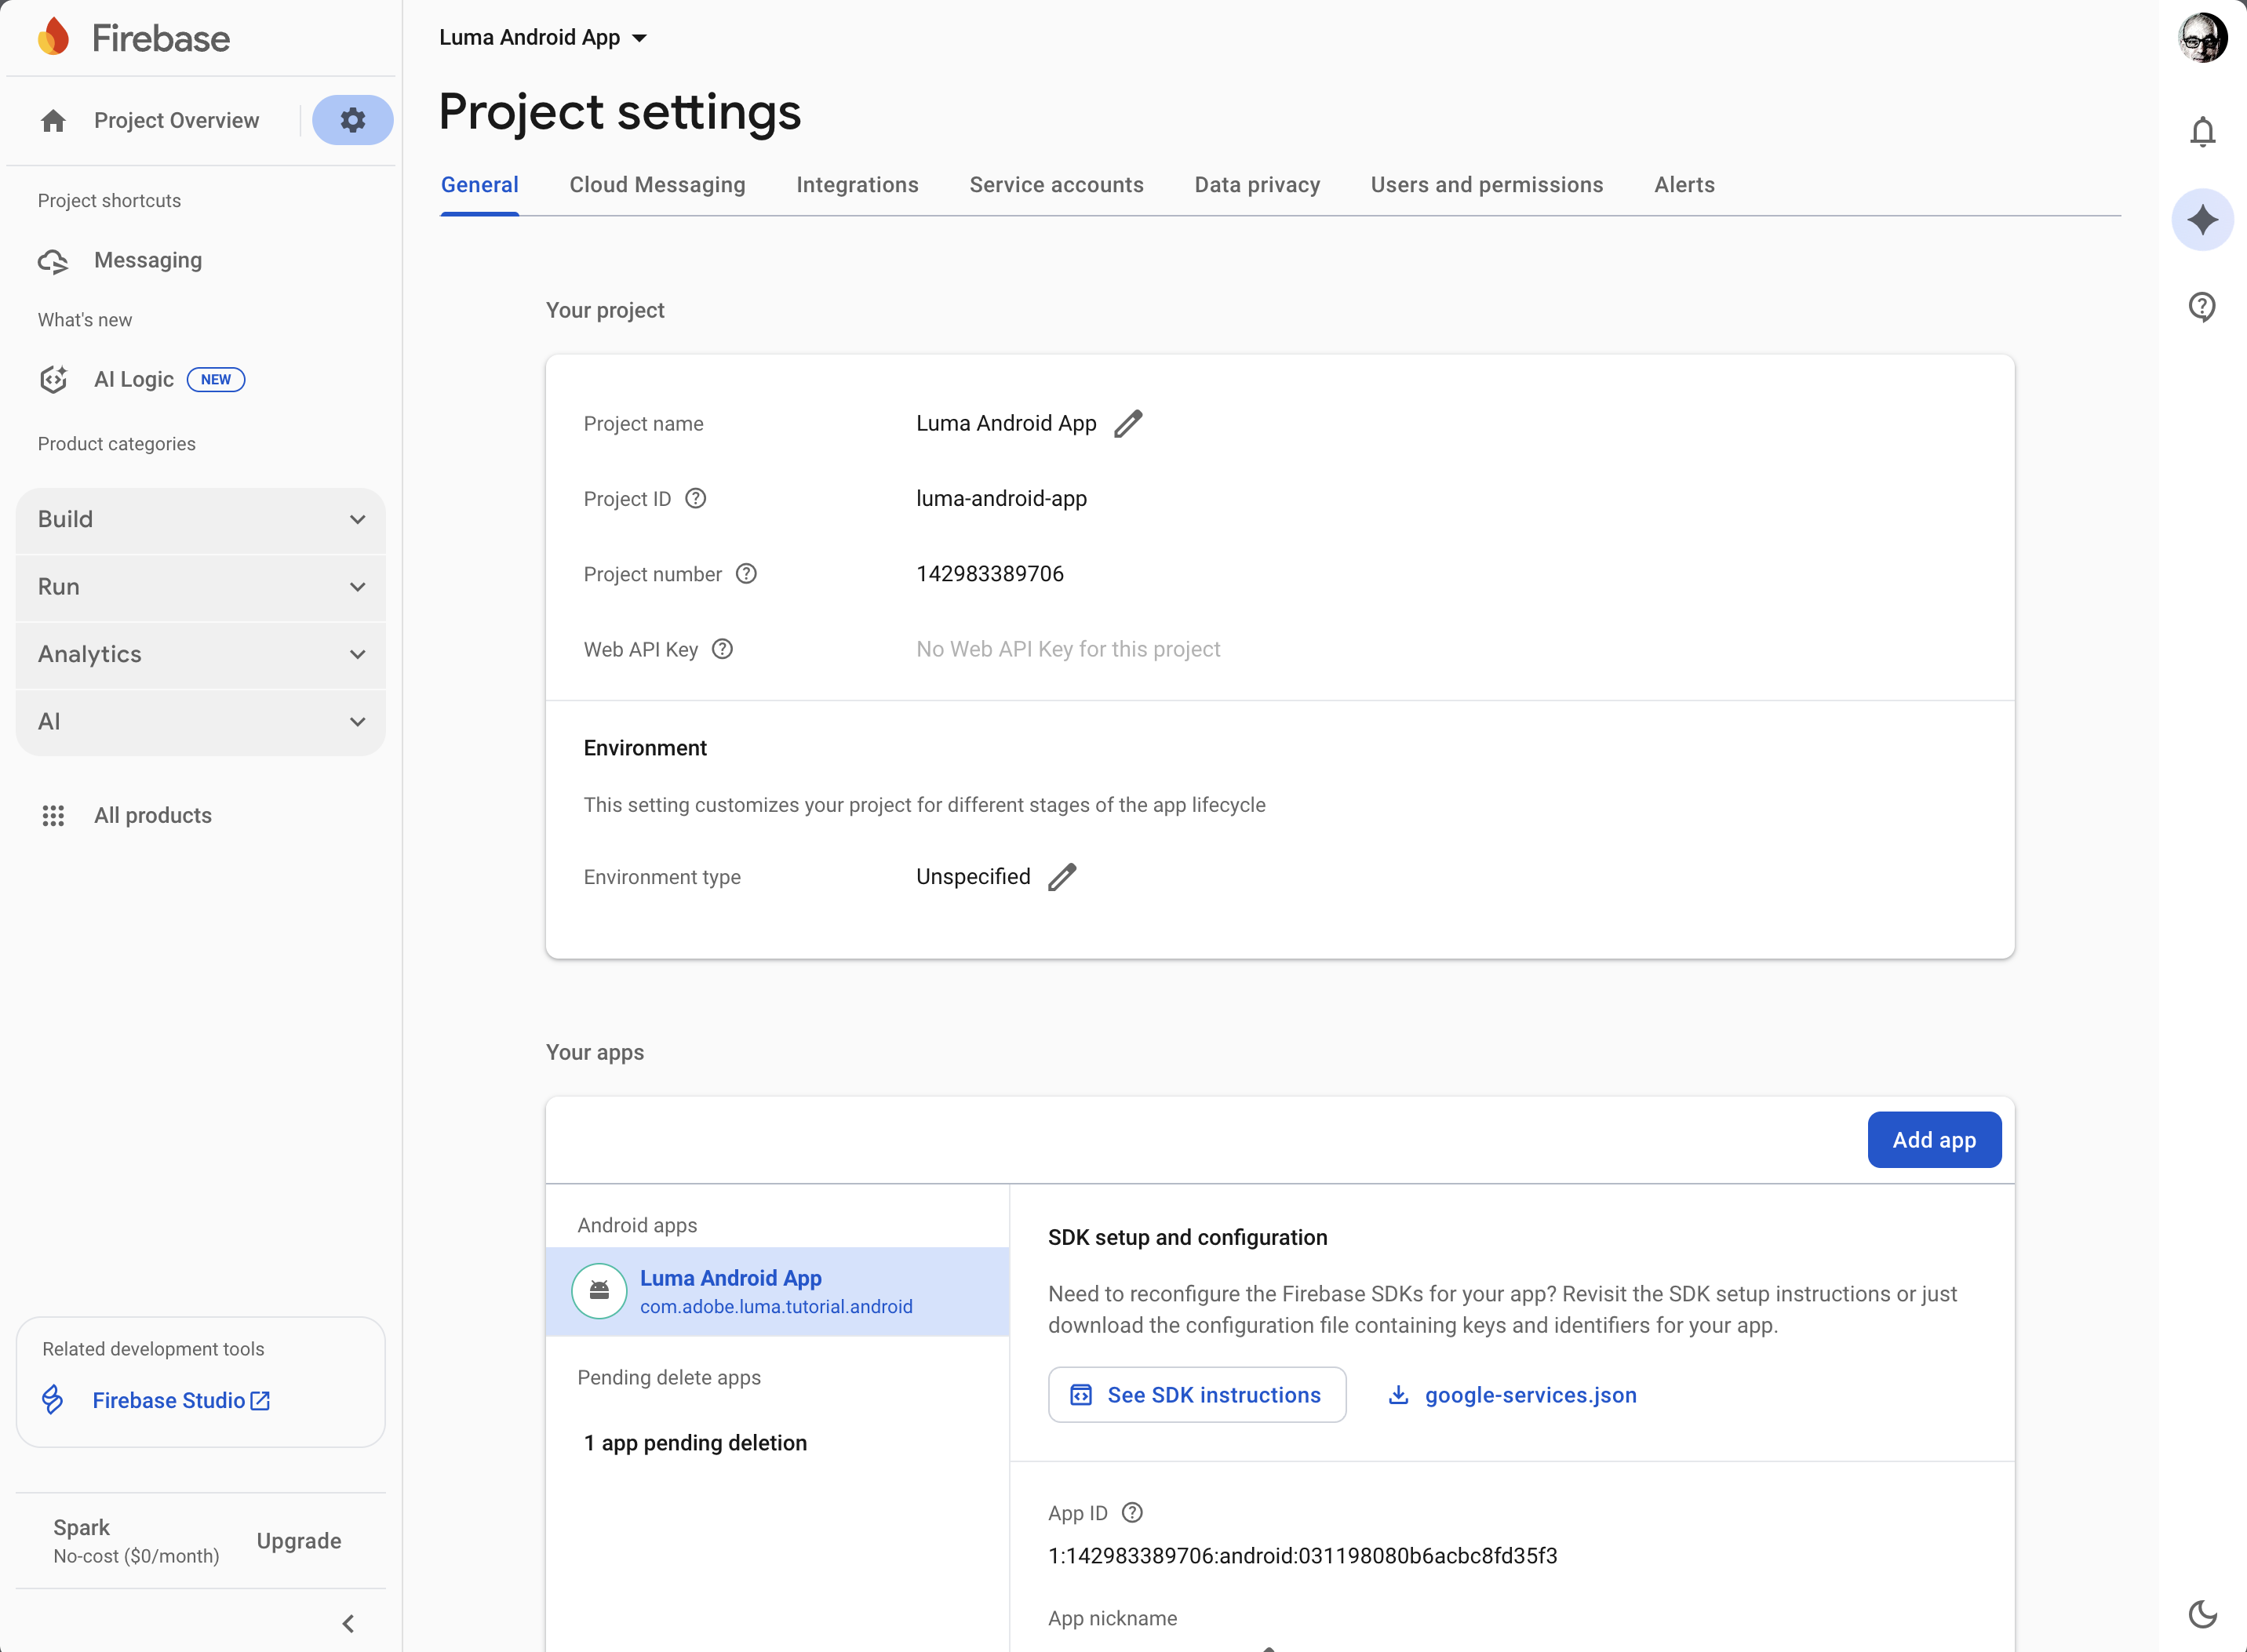 Firebase
Project Overview
Project shortcuts
Messaging
What's new
AI Logic NEW
Product categories
Build
Run
Analytics
AI
All products
Related development tools
Firebase Studio
Spark
No-cost ($0/month)
Upgrade
Luma Android App
Project settings
General Cloud Messaging Integrations Service accounts Data privacy Users and permissions Alerts
Your project
Project name Luma Android App
Project ID luma-android-app
Project number 142983389706
Web API Key No Web API Key for this project
Environment
This setting customizes your project for different stages of the app lifecycle
Environment type Unspecified
Your apps
Add app
Android apps
Luma Android App
com.adobe.luma.tutorial.android
Pending delete apps
1 app pending deletion
SDK setup and configuration
Need to reconfigure the Firebase SDKs for your app? Revisit the SDK setup instructions or just
download the configuration file containing keys and identifiers for your app.
See SDK instructions google-services.json
App ID
1:142983389706:android:031198080b6acbc8fd35f3
App nickname